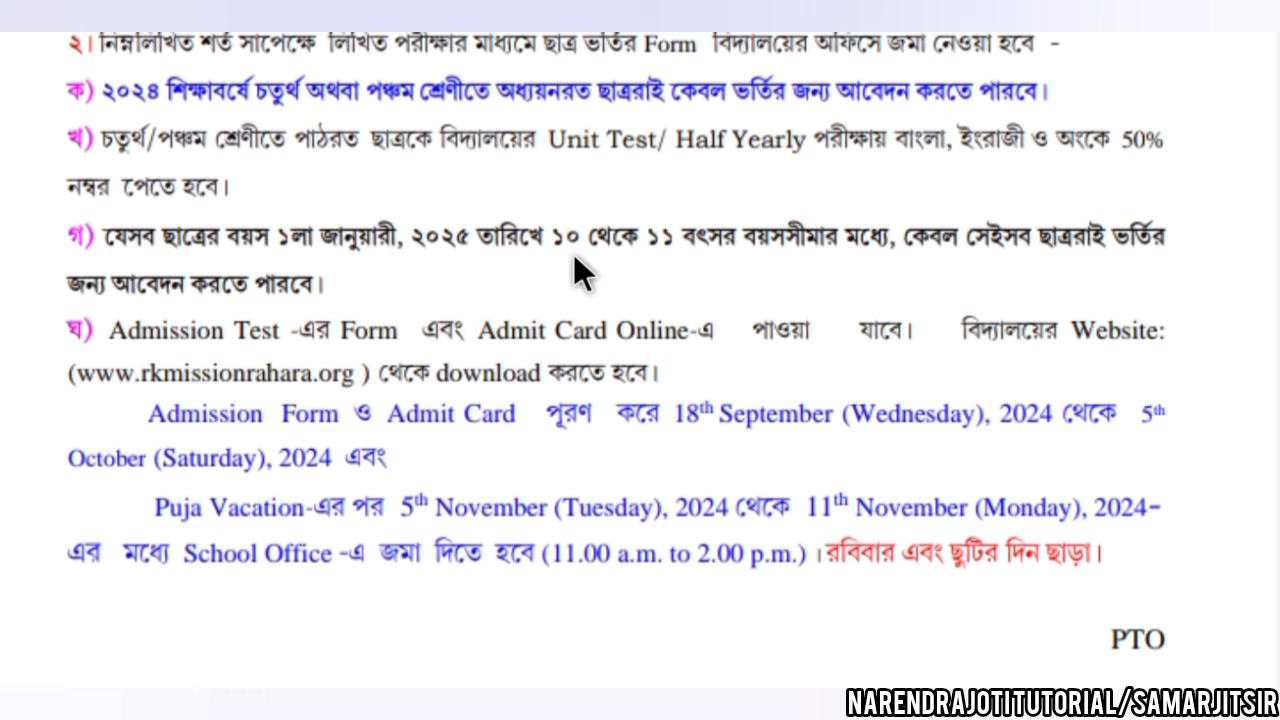 ২। নিম্নলিখিত শর্ত সাপেক্ষে লিখিত পরীক্ষার মাধ্যমে ছাত্র ভর্তির Form বিদ্যালয়ের অফিসে জমা নেওয়া হবে -
ক) ২০২৪ শিক্ষাবর্ষে চতুর্থ অথবা পঞ্চম শ্রেণীতে অধ্যয়নরত ছাত্ররাই কেবল ভর্তির জন্য আবেদন করতে পারবে।
খ) চতুর্থ/পঞ্চম শ্রেণীতে পাঠরত ছাত্রকে বিদ্যালয়ের Unit Test/ Half Yearly পরীক্ষায় বাংলা, ইংরাজী ও অংকে 50%
নম্বর পেতে হবে।
গ) যেসব ছাত্রের বয়স ১লা জানুয়ারী, ২০২৫ তারিখে ১০ থেকে ১১ বৎসর বয়সসীমার মধ্যে, কেবল সেইসব ছাত্ররাই ভর্তির
জন্য আবেদন করতে পারবে।
ঘ) Admission Test -এর Form এবং Admit Card Online-এ পাওয়া যাবে। বিদ্যালয়ের Website:
(www.rkmissionrahara.org ) থেকে download করতে হবে।
Admission Form ও Admit Card পূরণ করে 18th September (Wednesday), 2024 থেকে 5th
October (Saturday), 2024 এবং
Puja Vacation-এর পর 5th November (Tuesday), 2024 থেকে 11th November (Monday), 2024-
এর মধ্যে School Office -এ জমা দিতে হবে (11.00 a.m. to 2.00 p.m.) । রবিবার এবং ছুটির দিন ছাড়া।
PTO
NARENDRAJOTITUTORIAL/SAMARJITSIR